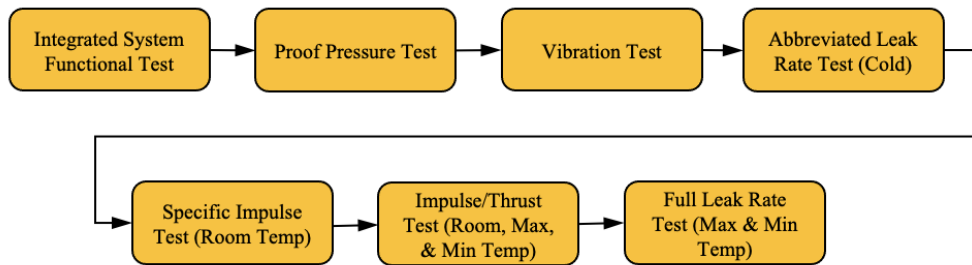 Integrated System
Functional Test
Proof Pressure Test
Vibration Test
Abbreviated Leak
Rate Test (Cold)
Specific Impulse
Test (Room Temp)
Impulse/Thrust
Test (Room, Max,
& Min Temp)
Full Leak Rate
Test (Max & Min
Temp)